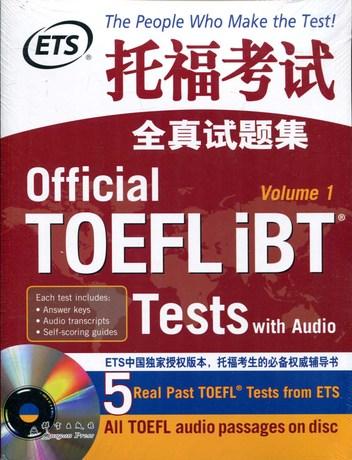 The People Who Make the Test!
ETS®
托福考试
全真试题集
Official
Volume 1
TOEFL iBT®
Tests with Audio
Each test includes:
• Answer keys
• Audio transcripts
• Self-scoring guides
ETS中国独家授权版本，托福考生的必备权威辅导书
5 Real Past TOEFL® Tests from ETS
All TOEFL audio passages on disc